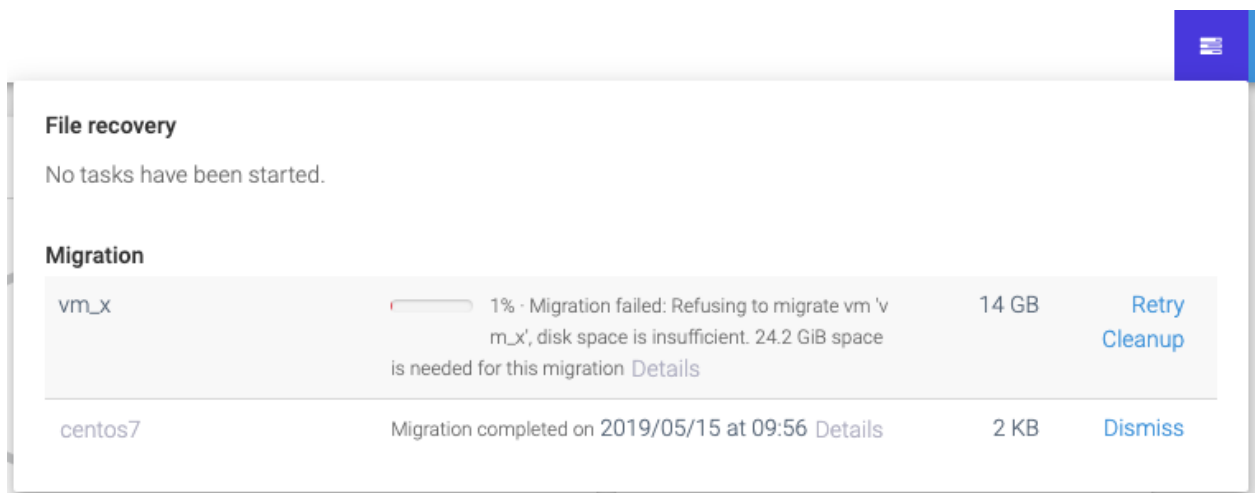 File recovery
No tasks have been started.
Migration
vm_x 1% · Migration failed: Refusing to migrate vm 'v 14 GB Retry
m_x', disk space is insufficient. 24.2 GiB space Cleanup
is needed for this migration Details
centos7 Migration completed on 2019/05/15 at 09:56 Details 2 KB Dismiss